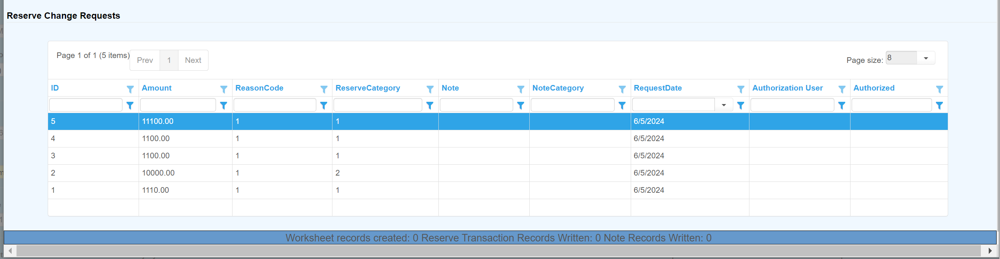 Reserve Change Requests
Page 1 of 1 (5 items) Prev 1 Next Page size: 8
ID Amount ReasonCode ReserveCategory Note NoteCategory RequestDate Authorization User Authorized
5 11100.00 1 1 6/5/2024
4 1100.00 1 1 6/5/2024
3 1100.00 1 1 6/5/2024
2 10000.00 1 2 6/5/2024
1 1110.00 1 1 6/5/2024
Worksheet records created: 0 Reserve Transaction Records Written: 0 Note Records Written: 0